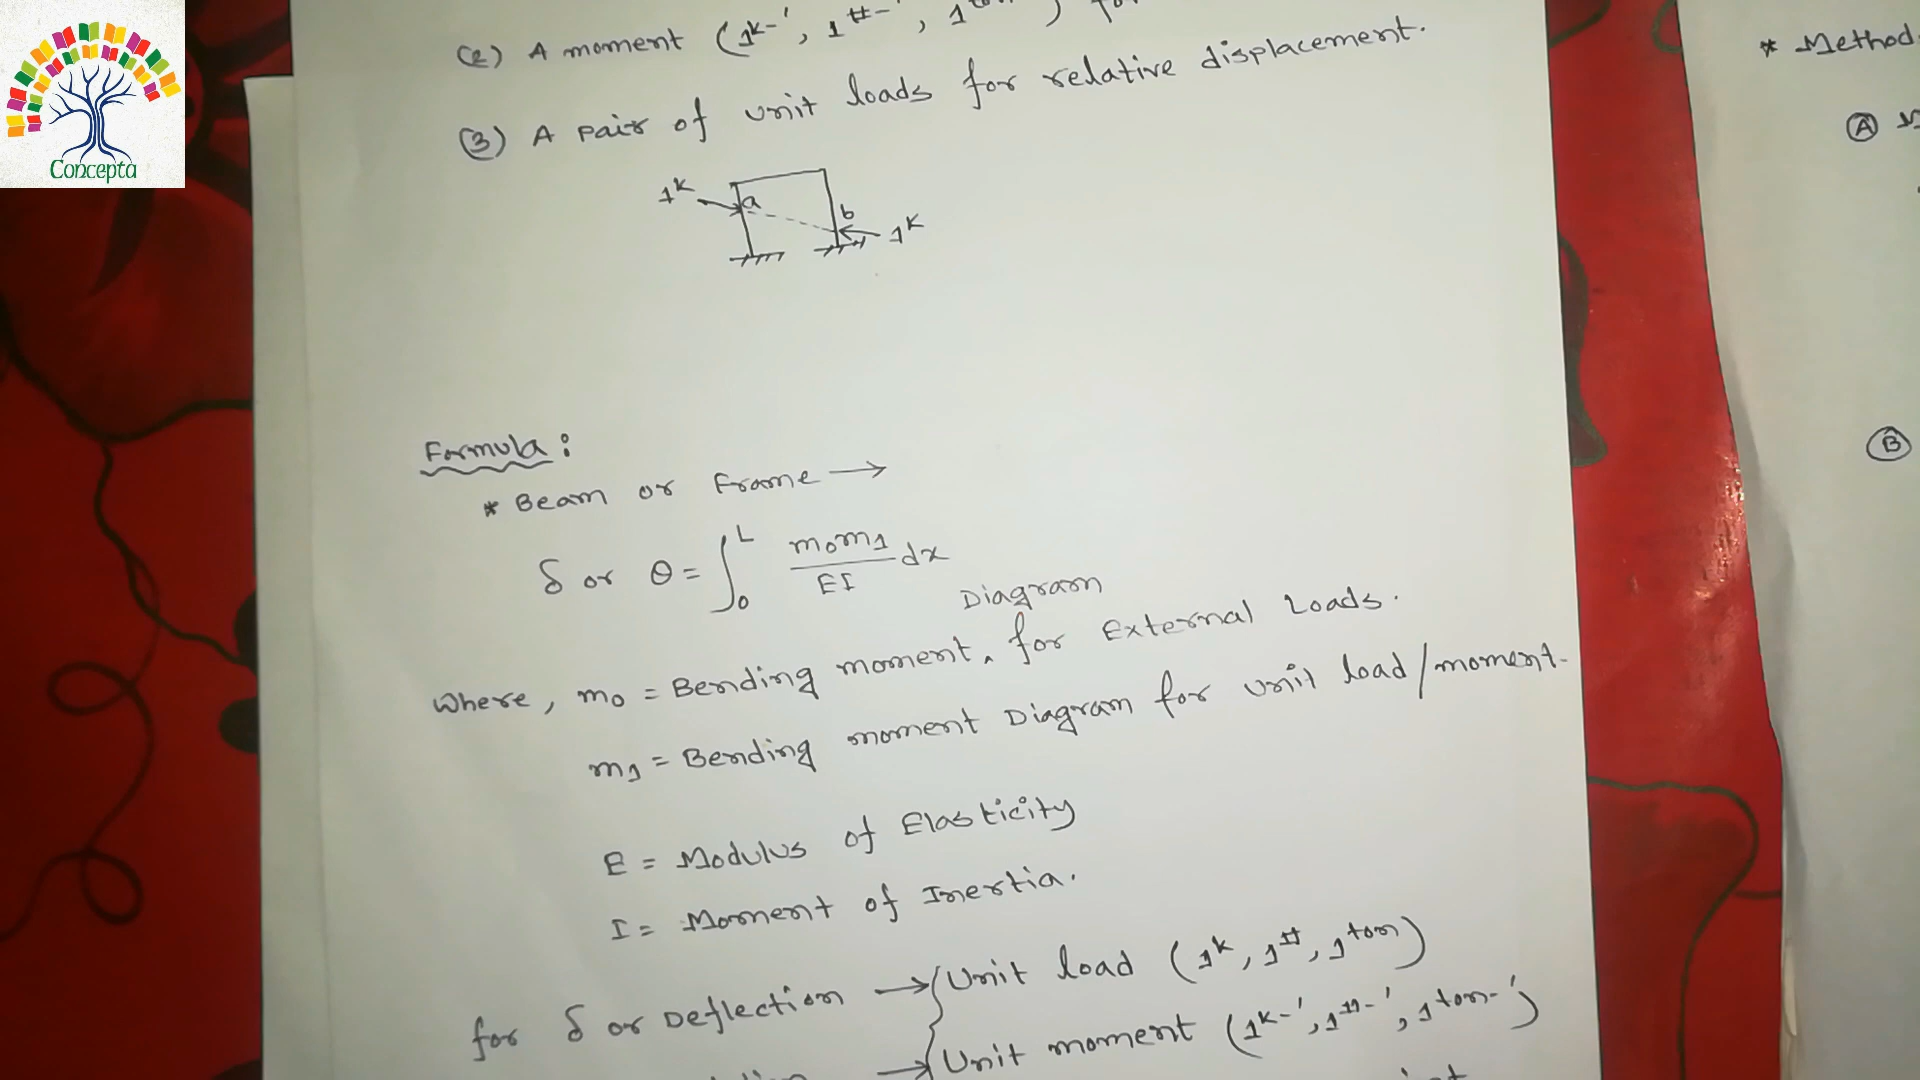 Concepta
(2) A moment (1k-', 1#-', 1
(3) A pair of unit loads for relative displacement.
1k
a
b
1k
Formula:
* Beam or Frame →
δ or θ = ∫₀ᴸ m₀m₁/EI dx
Diagram
Where, m₀ = Bending moment ‸ for External Loads.
m₁ = Bending moment Diagram for unit load/moment.
E = Modulus of Elasticity
I = Moment of Inertia.
for δ or Deflection → { Unit load (1k, 1#, 1ton)
→ Unit moment (1k-', 1#-', 1ton-')
* Method
A
B